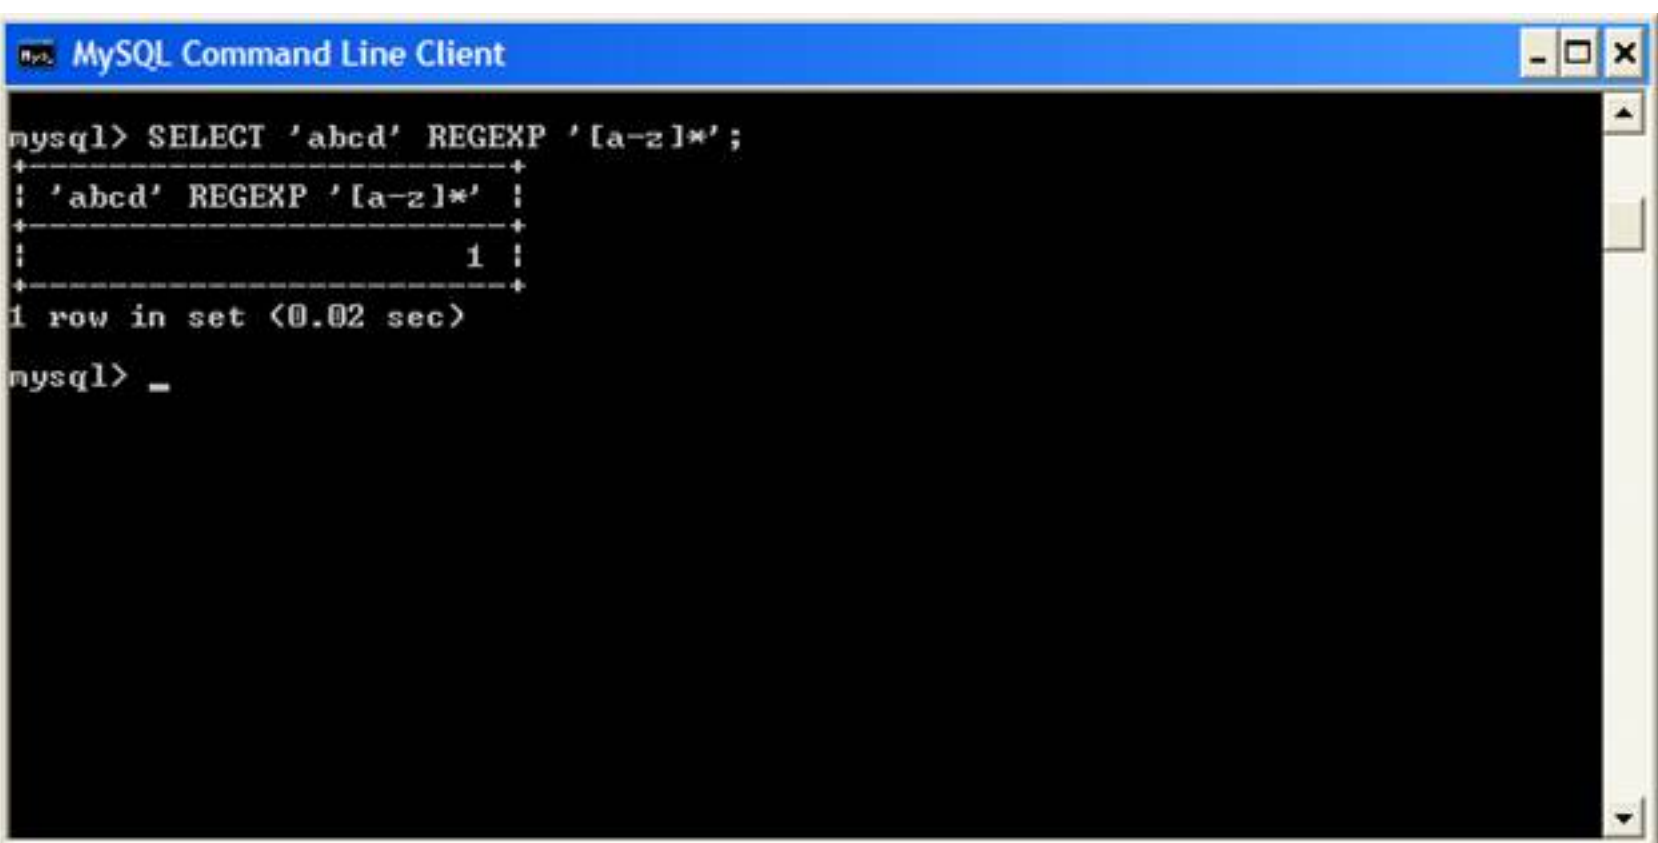 MySQL Command Line Client
mysql> SELECT 'abcd' REGEXP '[a-z]*';
+------------------------+
| 'abcd' REGEXP '[a-z]*' |
+------------------------+
|                      1 |
+------------------------+
1 row in set (0.02 sec)
mysql> _